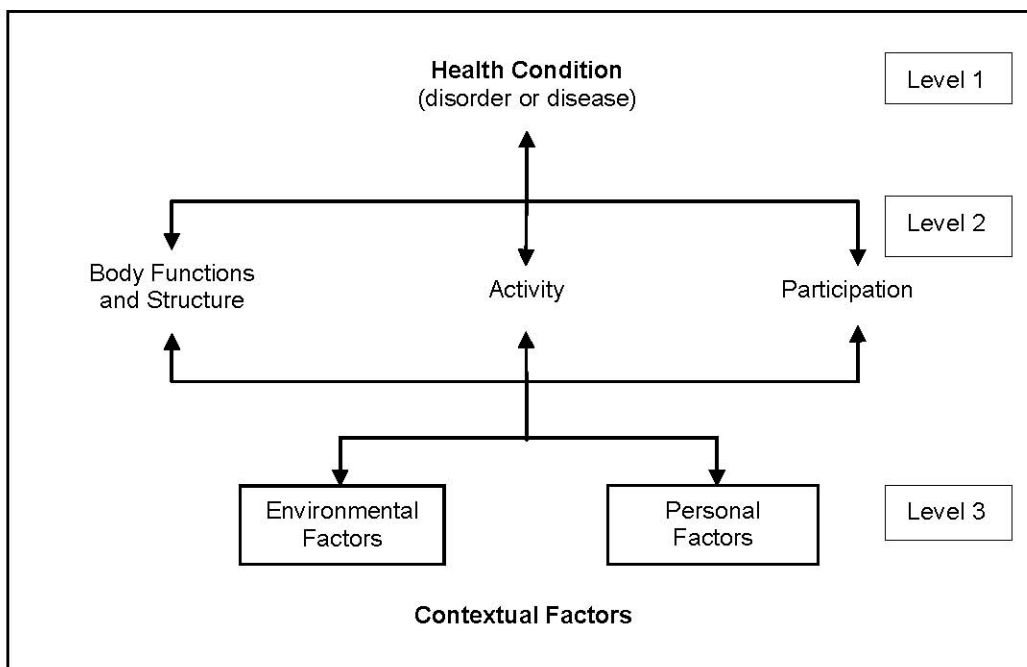 Health Condition
(disorder or disease)
Level 1
Level 2
Body Functions
and Structure
Activity
Participation
Environmental
Factors
Personal
Factors
Level 3
Contextual Factors